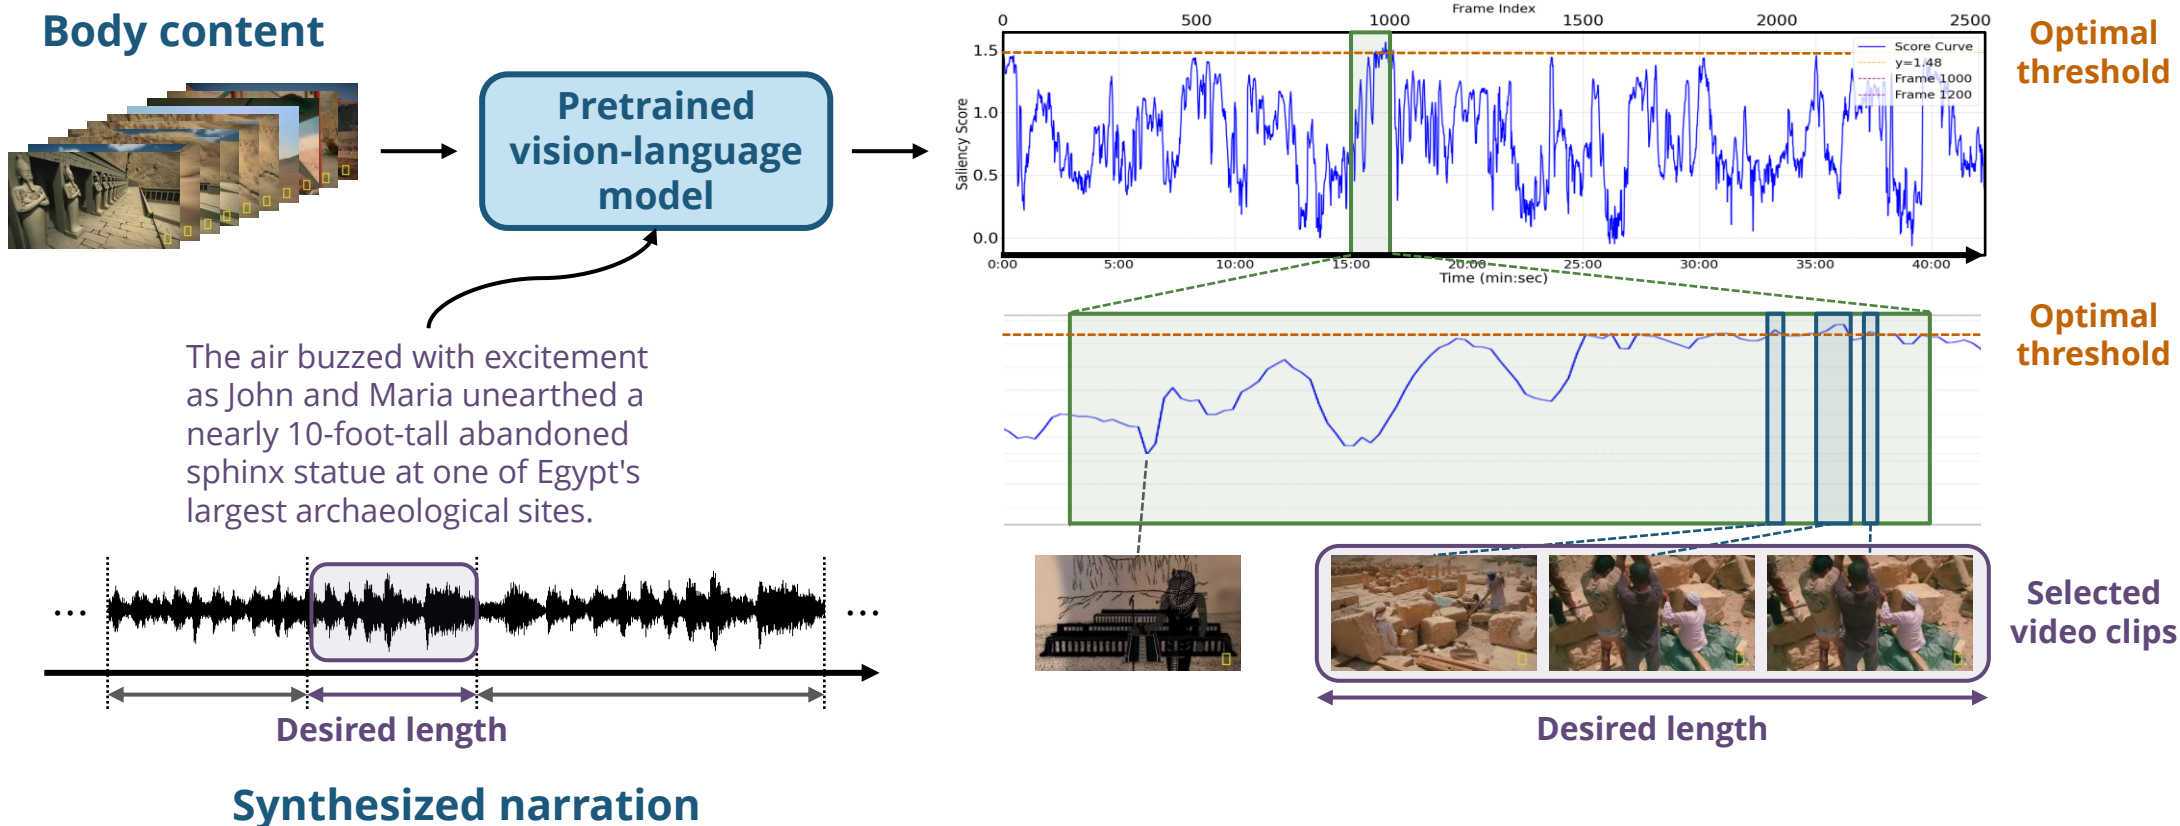 Body content
Pretrained
vision-language
model
The air buzzed with excitement
as John and Maria unearthed a
nearly 10-foot-tall abandoned
sphinx statue at one of Egypt's
largest archaeological sites.
... ...
Desired length
Synthesized narration
Frame Index
0 500 1000 1500 2000 2500
Saliency Score
1.5
1.0
0.5
0.0
Score Curve
y=1.48
Frame 1000
Frame 1200
0:00 5:00 10:00 15:00 20:00 25:00 30:00 35:00 40:00
Time (min:sec)
Optimal
threshold
Optimal
threshold
Selected
video clips
Desired length